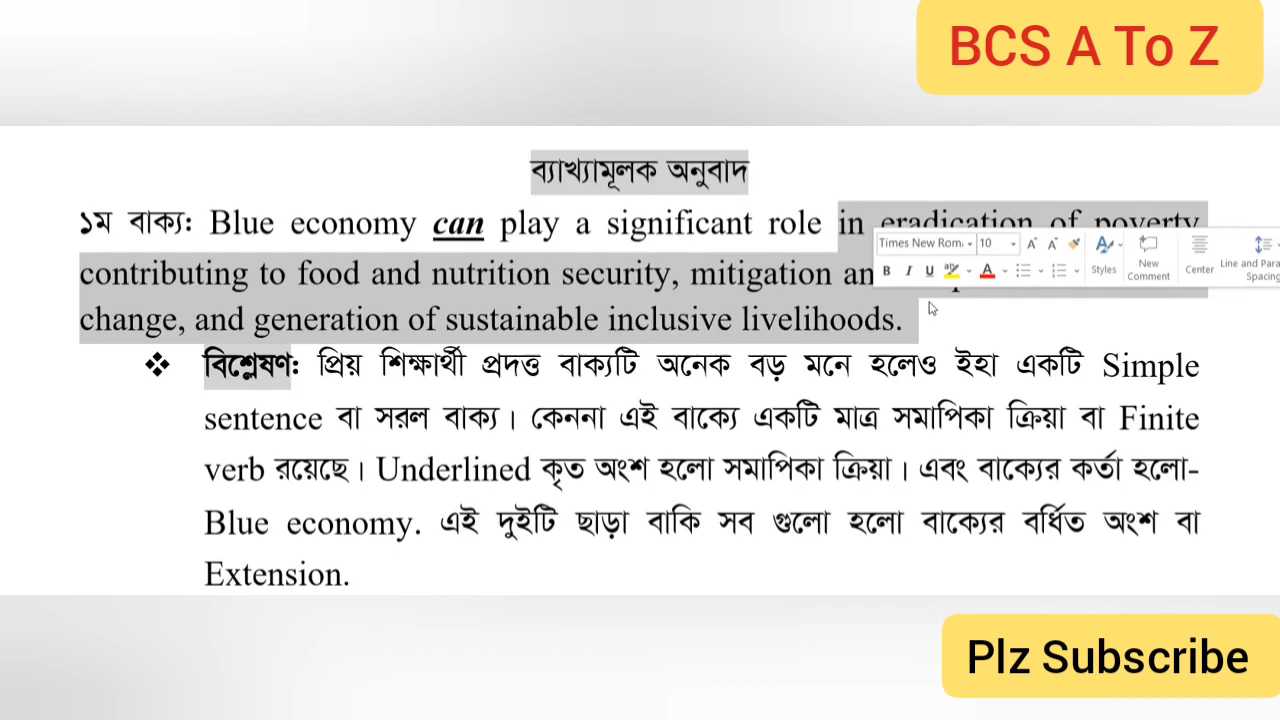 BCS A To Z
ব্যাখ্যামূলক অনুবাদ
১ম বাক্য: Blue economy can play a significant role in eradication of poverty
Times New Rom. 10
contributing to food and nutrition security, mitigation an
B I U A Styles New Comment Center Line and Para Spacing
change, and generation of sustainable inclusive livelihoods.
❖ বিশ্লেষণ: প্রিয় শিক্ষার্থী প্রদত্ত বাক্যটি অনেক বড় মনে হলেও ইহা একটি Simple
sentence বা সরল বাক্য। কেননা এই বাক্যে একটি মাত্র সমাপিকা ক্রিয়া বা Finite
verb রয়েছে। Underlined কৃত অংশ হলো সমাপিকা ক্রিয়া। এবং বাক্যের কর্তা হলো-
Blue economy. এই দুইটি ছাড়া বাকি সব গুলো হলো বাক্যের বর্ধিত অংশ বা
Extension.
Plz Subscribe